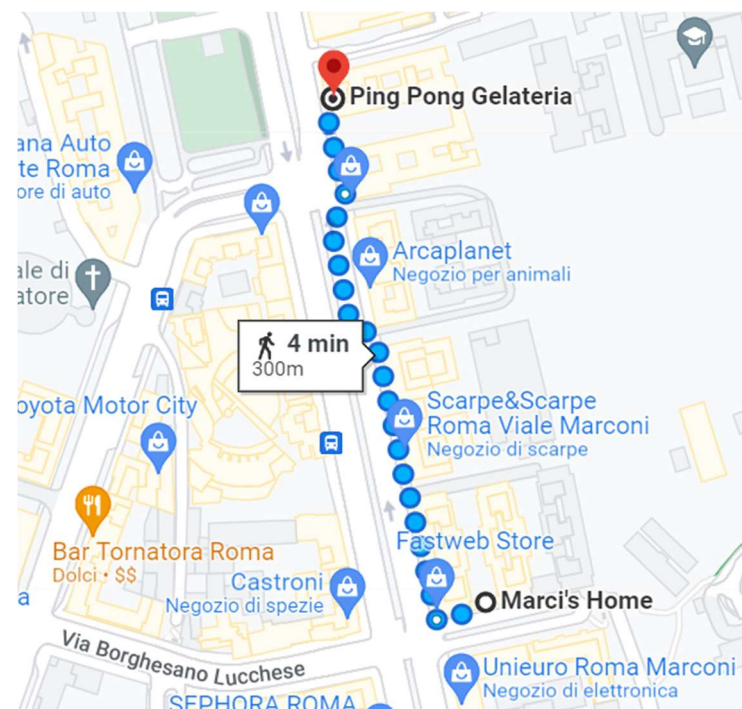 Ping Pong Gelateria
ana Auto
te Roma
ore di auto
Arcaplanet
Negozio per animali
ale di
atore
4 min
300m
oyota Motor City
Scarpe&Scarpe
Roma Viale Marconi
Negozio di scarpe
Bar Tornatora Roma
Dolci • $$
Fastweb Store
Castroni
Negozio di spezie
Marci's Home
a
Via Borghesano Lucchese
Unieuro Roma Marconi
Negozio di elettronica
SEPHORA ROMA